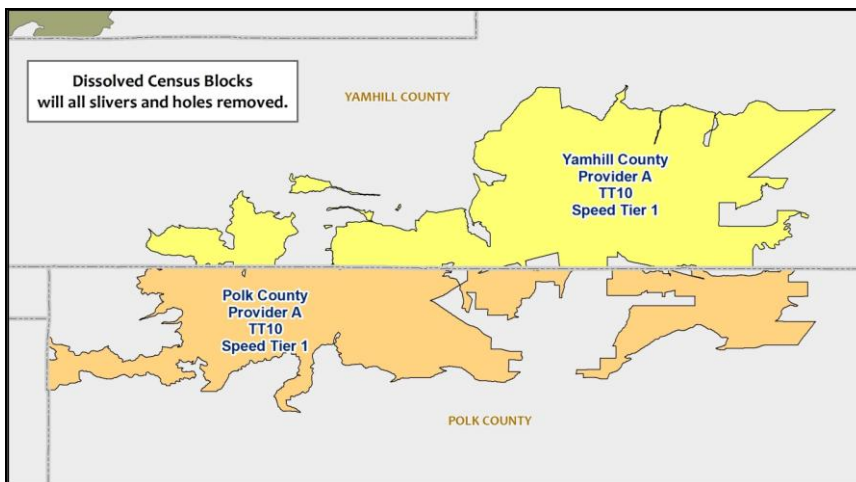 Dissolved Census Blocks
will all slivers and holes removed.
YAMHILL COUNTY
Yamhill County
Provider A
TT10
Speed Tier 1
Polk County
Provider A
TT10
Speed Tier 1
POLK COUNTY